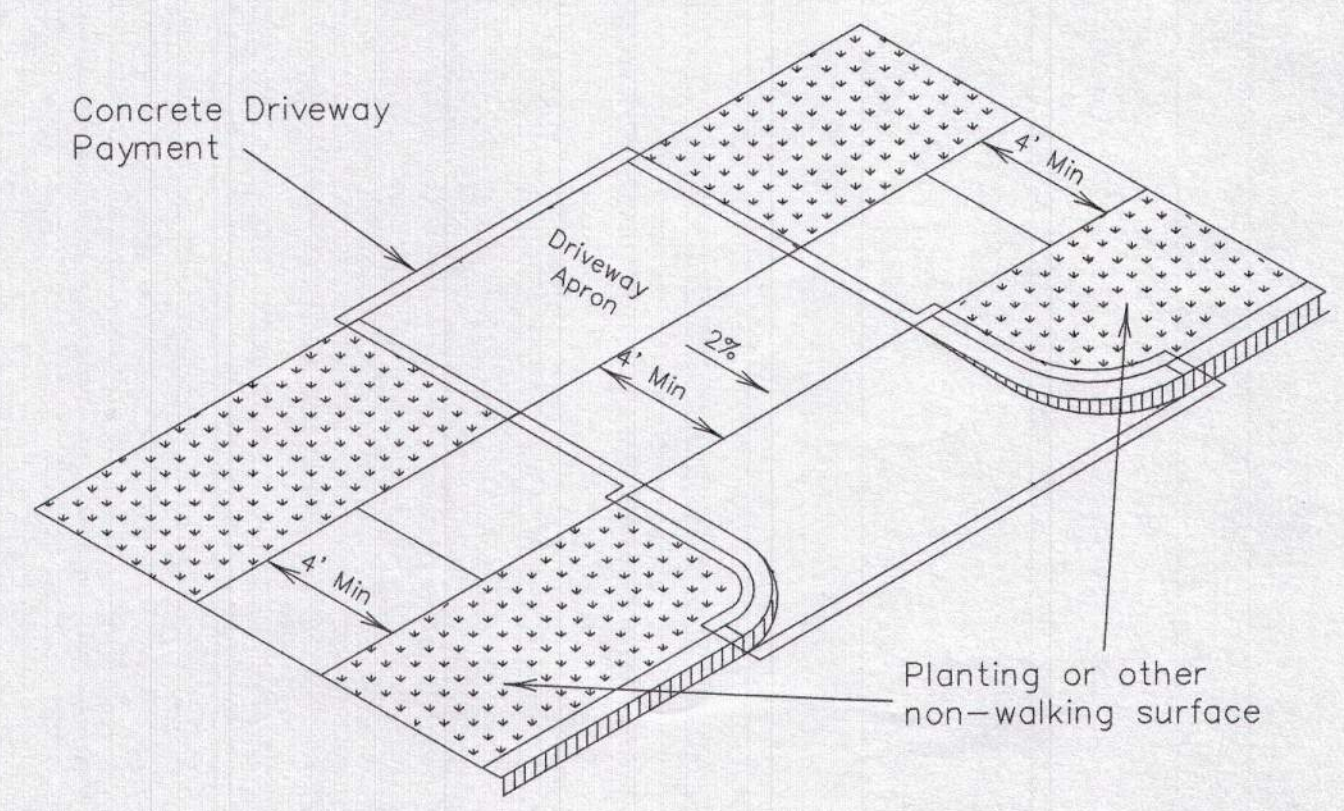 Concrete Driveway
Payment
4' Min
Driveway
Apron
2%
4' Min
4' Min
Planting or other
non-walking surface